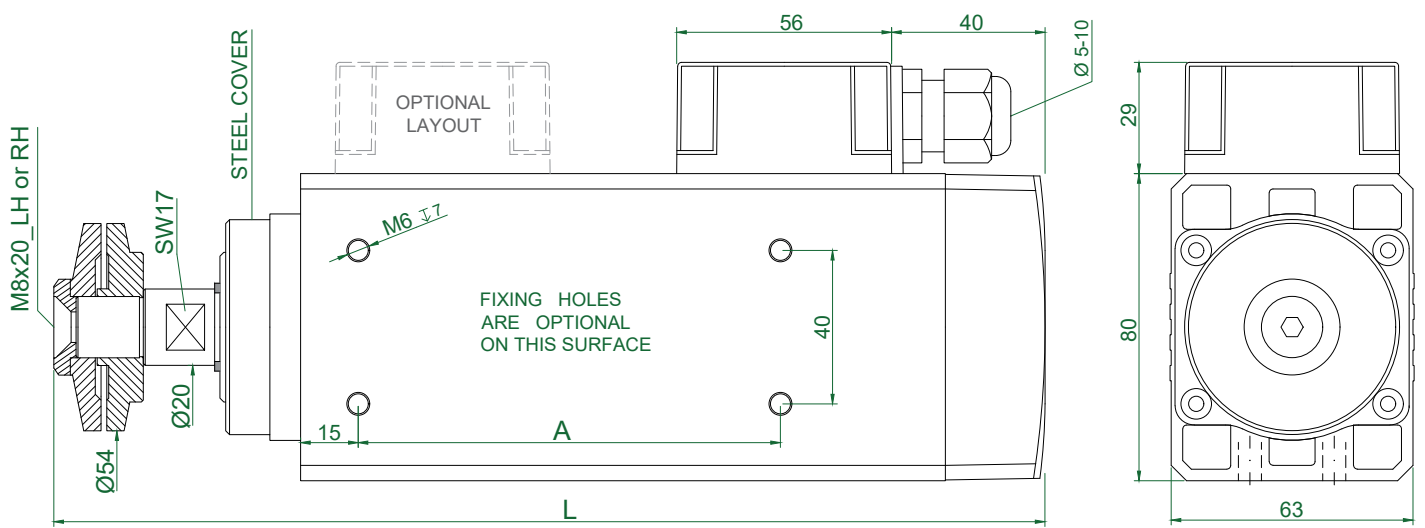 56
40
Ø 5-10
STEEL COVER
OPTIONAL
LAYOUT
29
M8x20_LH or RH
SW17
M6 ↧7
FIXING HOLES
ARE OPTIONAL
ON THIS SURFACE
40
80
Ø20
15
A
Ø54
L
63